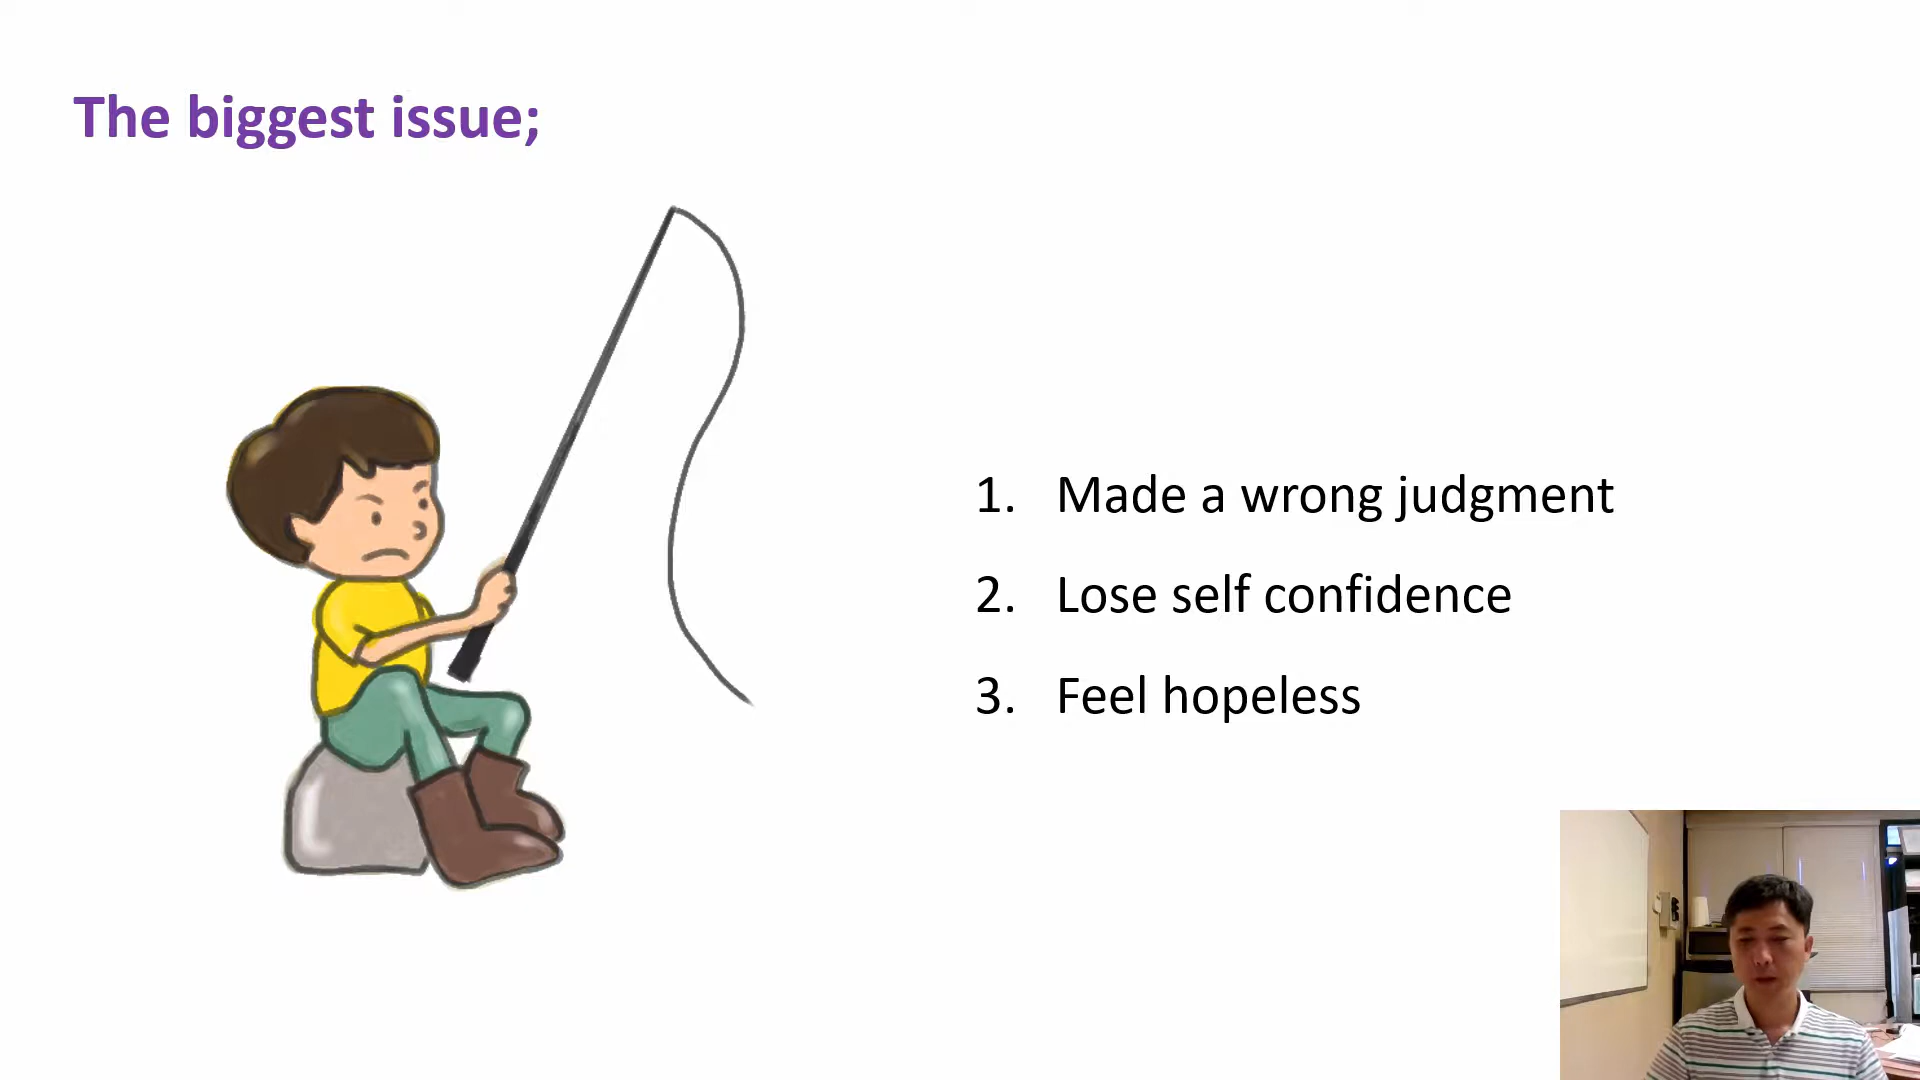 The biggest issue;
1. Made a wrong judgment
2. Lose self confidence
3. Feel hopeless